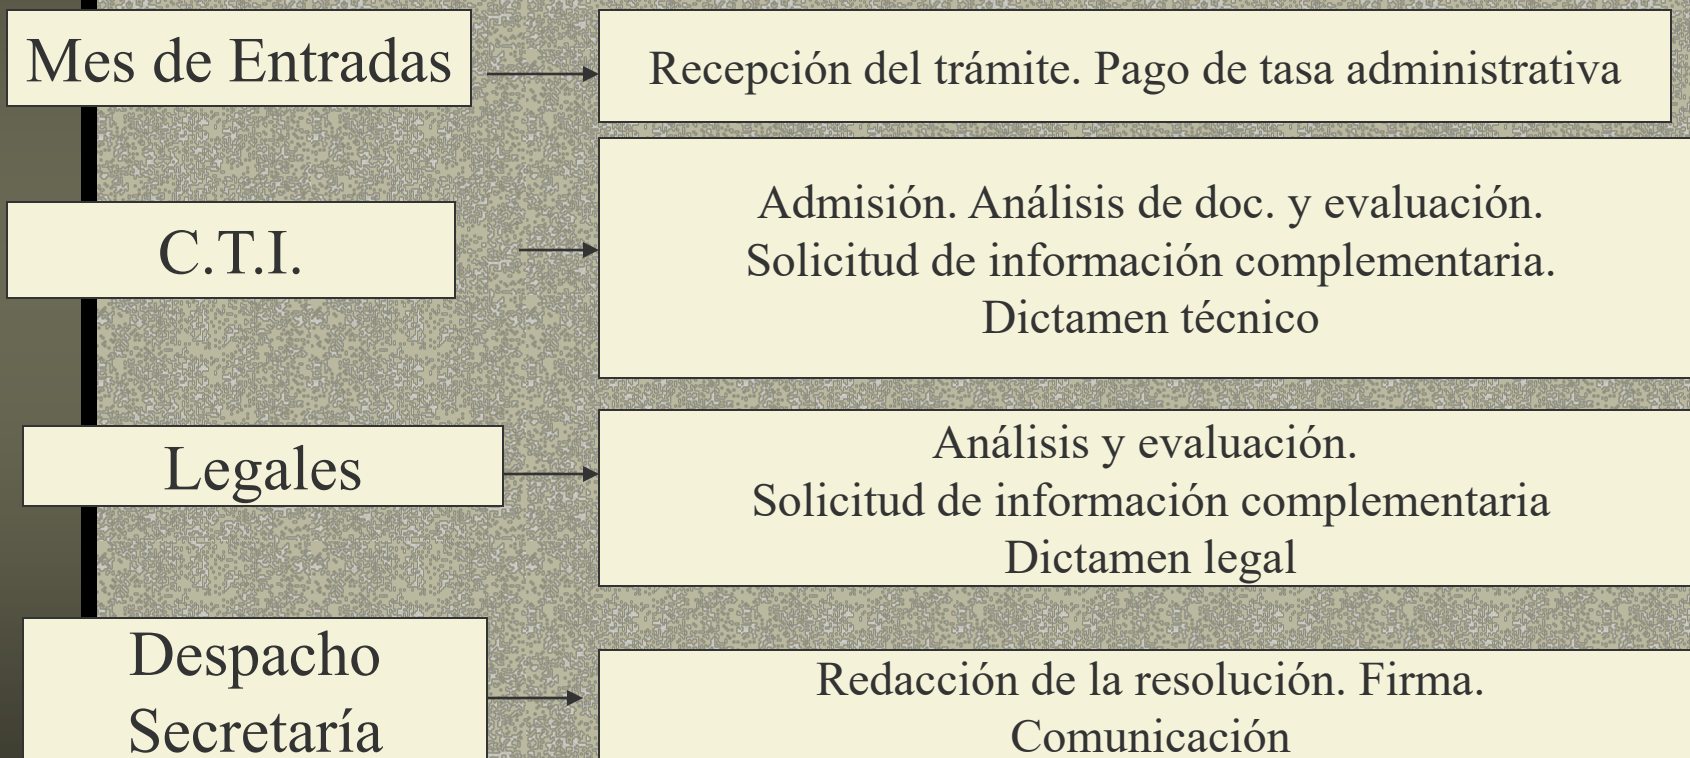 Mes de Entradas
Recepción del trámite. Pago de tasa administrativa
C.T.I.
Admisión. Análisis de doc. y evaluación.
Solicitud de información complementaria.
Dictamen técnico
Legales
Análisis y evaluación.
Solicitud de información complementaria
Dictamen legal
Despacho
Secretaría
Redacción de la resolución. Firma.
Comunicación